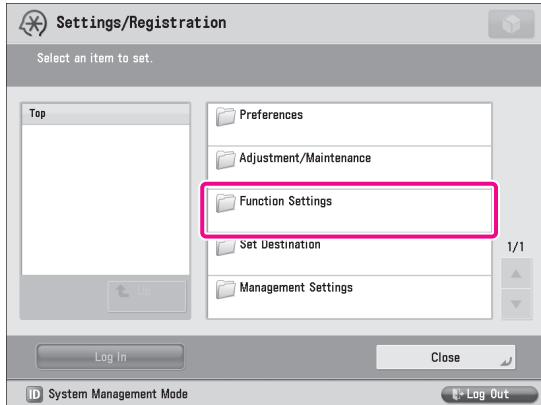 Settings/Registration
Select an item to set.
Top
Preferences
Adjustment/Maintenance
Function Settings
Set Destination
1/1
Management Settings
Up
Log In
Close
ID System Management Mode
Log Out